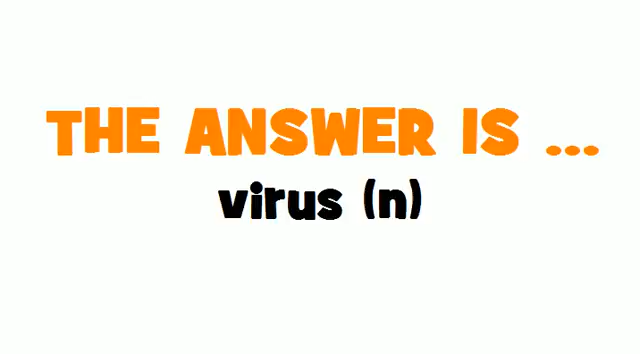 THE ANSWER IS ...
virus (n)